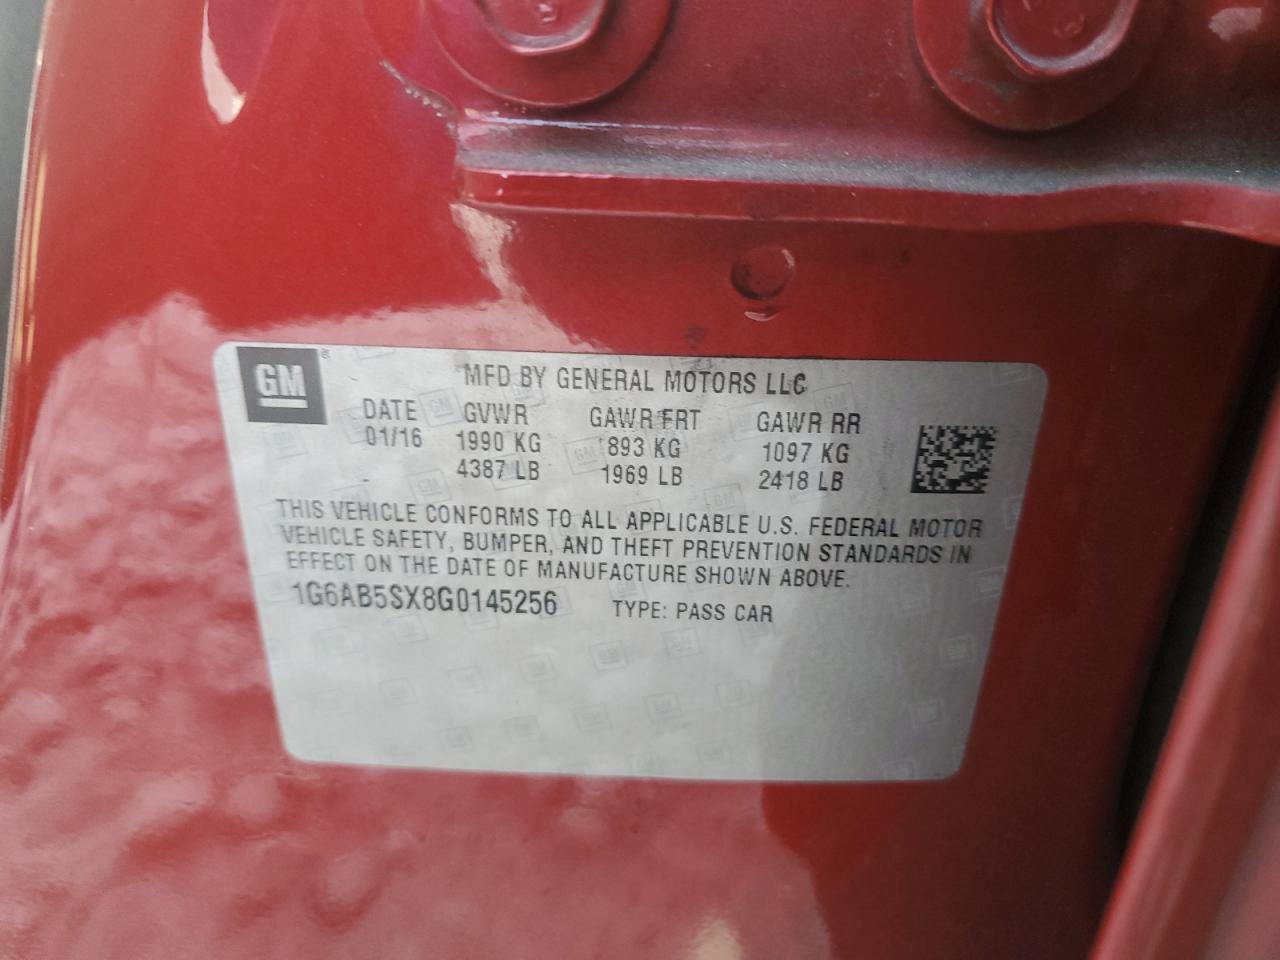 GM
MFD BY GENERAL MOTORS LLC
DATE GVWR GAWR FRT GAWR RR
01/16 1990 KG 893 KG 1097 KG
4387 LB 1969 LB 2418 LB
THIS VEHICLE CONFORMS TO ALL APPLICABLE U.S. FEDERAL MOTOR
VEHICLE SAFETY, BUMPER, AND THEFT PREVENTION STANDARDS IN
EFFECT ON THE DATE OF MANUFACTURE SHOWN ABOVE.
1G6AB5SX8G0145256 TYPE: PASS CAR